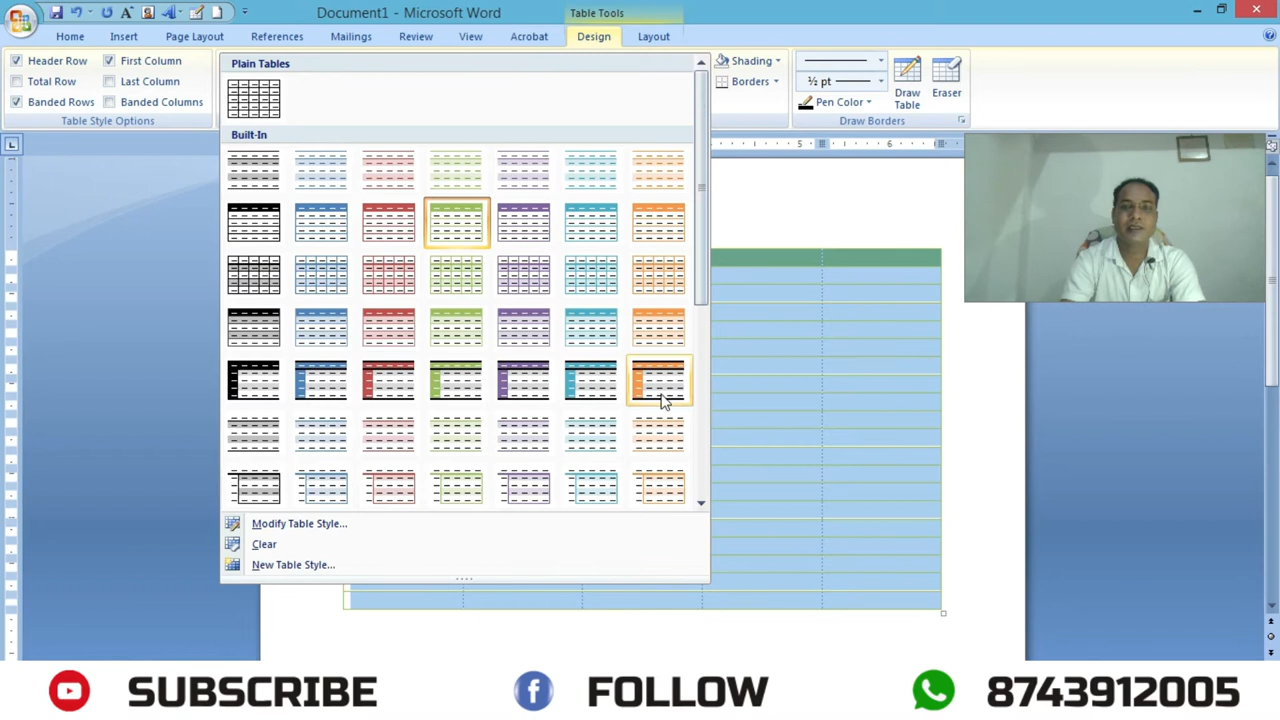 Document1 - Microsoft Word
Table Tools
Home Insert Page Layout References Mailings Review View Acrobat Design Layout
Header Row First Column
Total Row Last Column
Banded Rows Banded Columns
Table Style Options
Plain Tables
Built-In
Modify Table Style...
Clear
New Table Style...
Shading
Borders
½ pt
Pen Color
Draw Table
Eraser
Draw Borders
5 6
SUBSCRIBE FOLLOW 8743912005